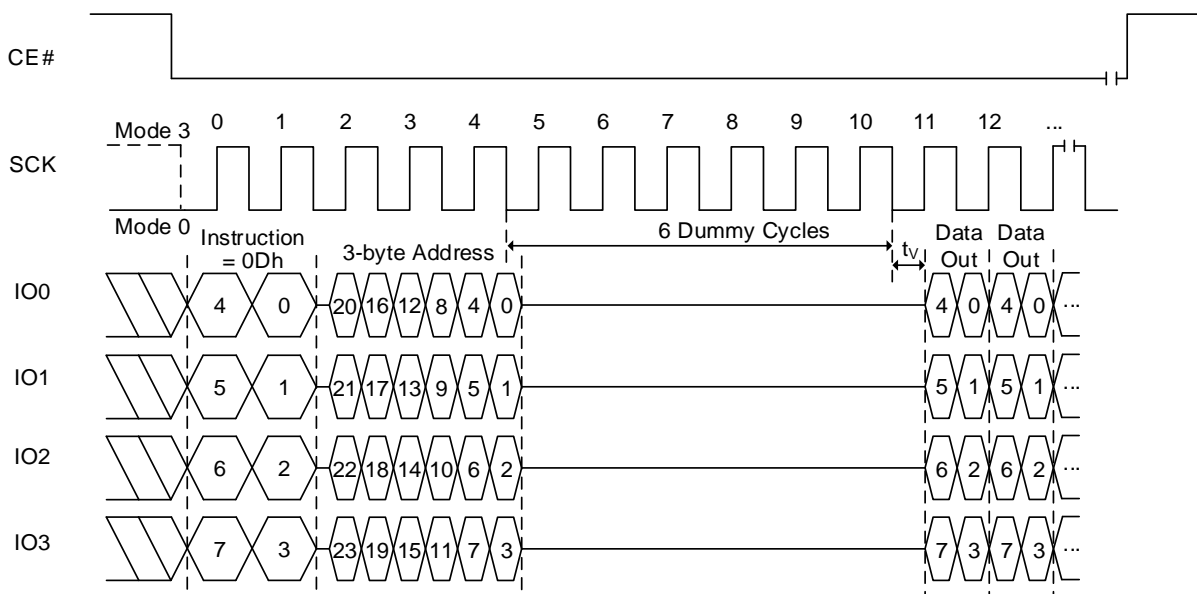 CE#
Mode 3 0 1 2 3 4 5 6 7 8 9 10 11 12 ...
SCK
Mode 0
Instruction = 0Dh
3-byte Address
6 Dummy Cycles
tV
Data Out
Data Out
IO0 4 0 20 16 12 8 4 0 4 0 4 0 ...
IO1 5 1 21 17 13 9 5 1 5 1 5 1 ...
IO2 6 2 22 18 14 10 6 2 6 2 6 2 ...
IO3 7 3 23 19 15 11 7 3 7 3 7 3 ...